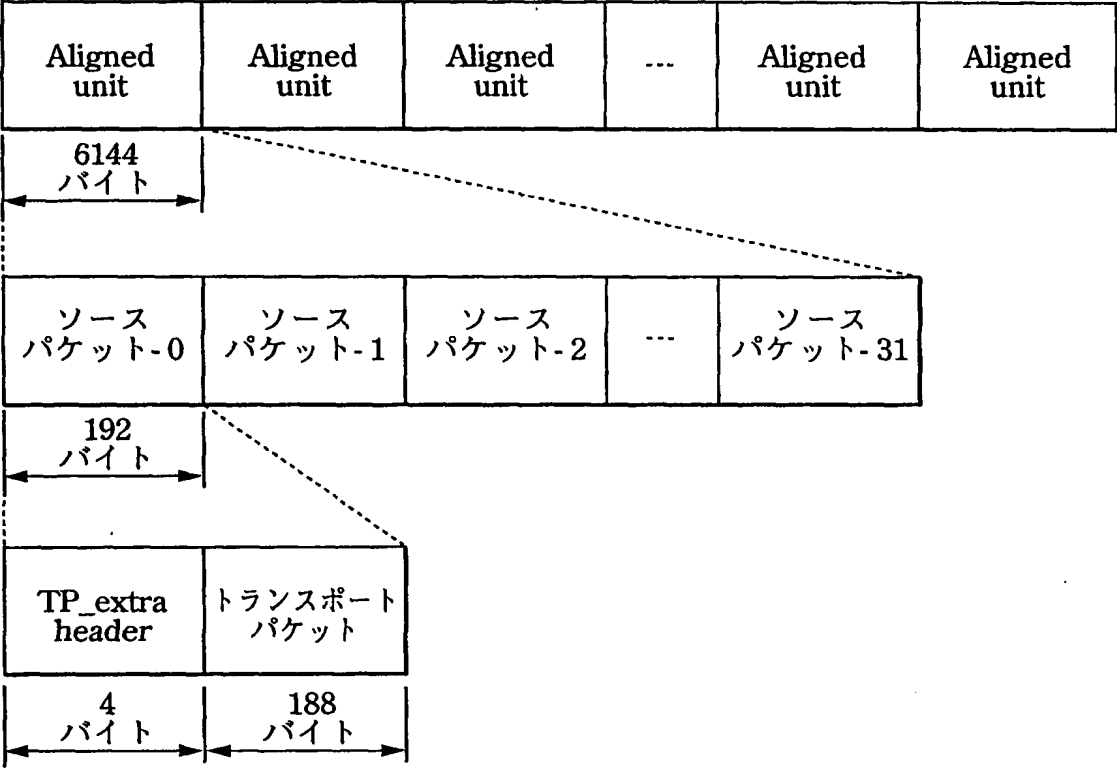 Aligned unit
Aligned unit
Aligned unit
---
Aligned unit
Aligned unit
6144
バイト
ソース
パケット-0
ソース
パケット-1
ソース
パケット-2
---
ソース
パケット-31
192
バイト
TP_extra
header
トランスポート
パケット
4
バイト
188
バイト